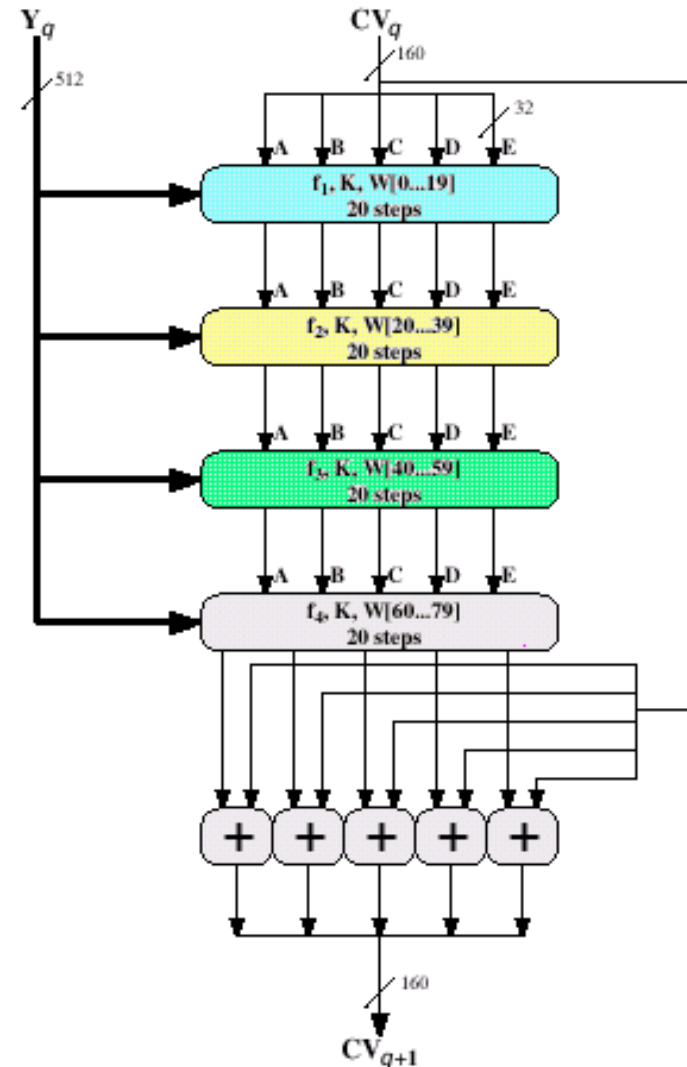 Yq CVq
512 160
32
A B C D E
f1, K, W[0...19]
20 steps
A B C D E
f2, K, W[20...39]
20 steps
A B C D E
f3, K, W[40...59]
20 steps
A B C D E
f4, K, W[60...79]
20 steps
+ + + + +
160
CVq+1